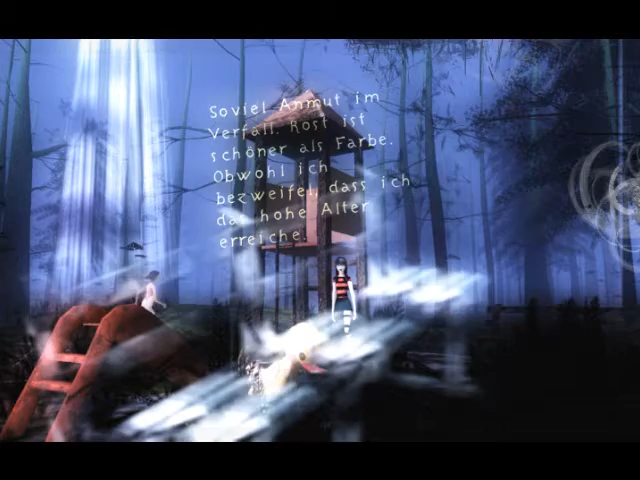 Soviel Anmut im
Verfall. Rost ist
schöner als Farbe.
Obwohl ich
bezweifel, dass ich
das hohe Alter
erreiche.